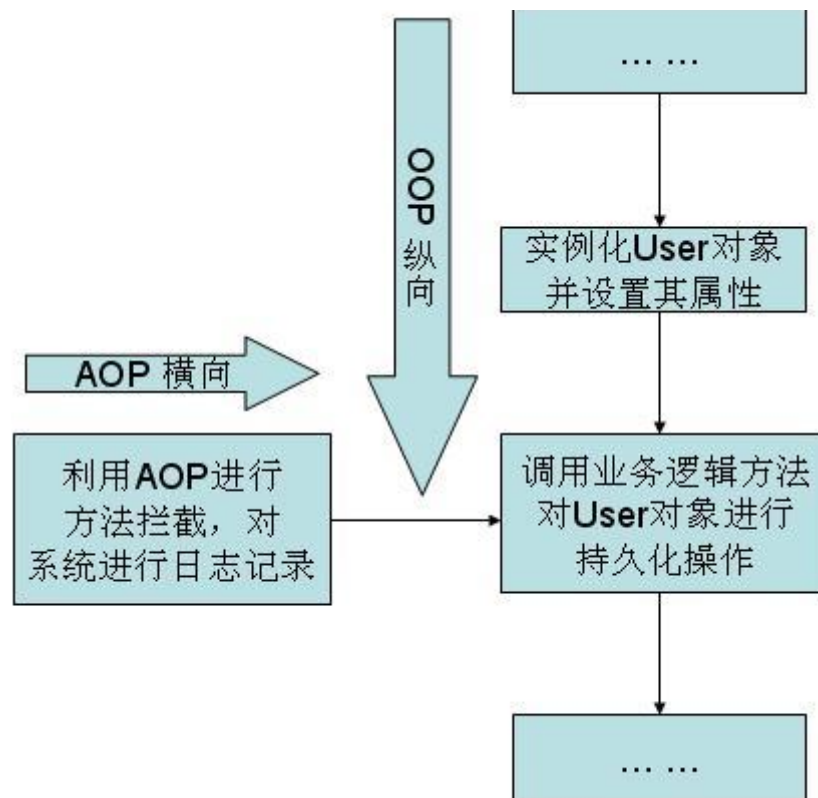 ... ...
OOP 纵向
实例化User对象
并设置其属性
AOP 横向
利用AOP进行
方法拦截，对
系统进行日志记录
调用业务逻辑方法
对User对象进行
持久化操作
... ...